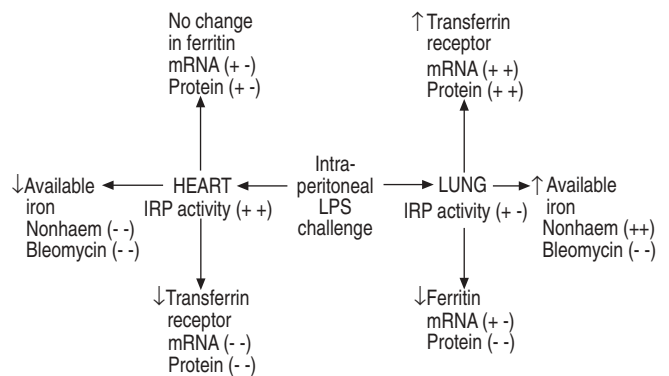 No change
in ferritin
mRNA (+ -)
Protein (+ -)
↑Transferrin
receptor
mRNA (+ +)
Protein (+ +)
↓Available
iron
Nonhaem (- -)
Bleomycin (- -)
HEART
IRP activity (+ +)
Intra-
peritoneal
LPS
challenge
LUNG
IRP activity (+ -)
↑ Available
iron
Nonhaem (++)
Bleomycin (- -)
↓Transferrin
receptor
mRNA (- -)
Protein (- -)
↓Ferritin
mRNA (+ -)
Protein (- -)